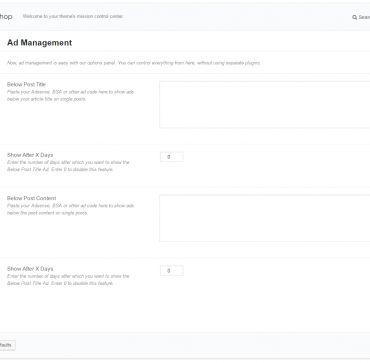 hop
Welcome to your theme's mission control center.
Sear
Ad Management
Now, ad management is easy with our options panel. You can control everything from here, without using separate plugins.
Below Post Title
Paste your Adsense, BSA or other ad code here to show ads
below your article title on single posts.
Show After X Days
0
Enter the number of days after which you want to show the
Below Post Title Ad. Enter 0 to disable this feature.
Below Post Content
Paste your Adsense, BSA or other ad code here to show ads
below the post content on single posts.
Show After X Days
0
Enter the number of days after which you want to show the
Below Post Title Ad. Enter 0 to disable this feature.
faults